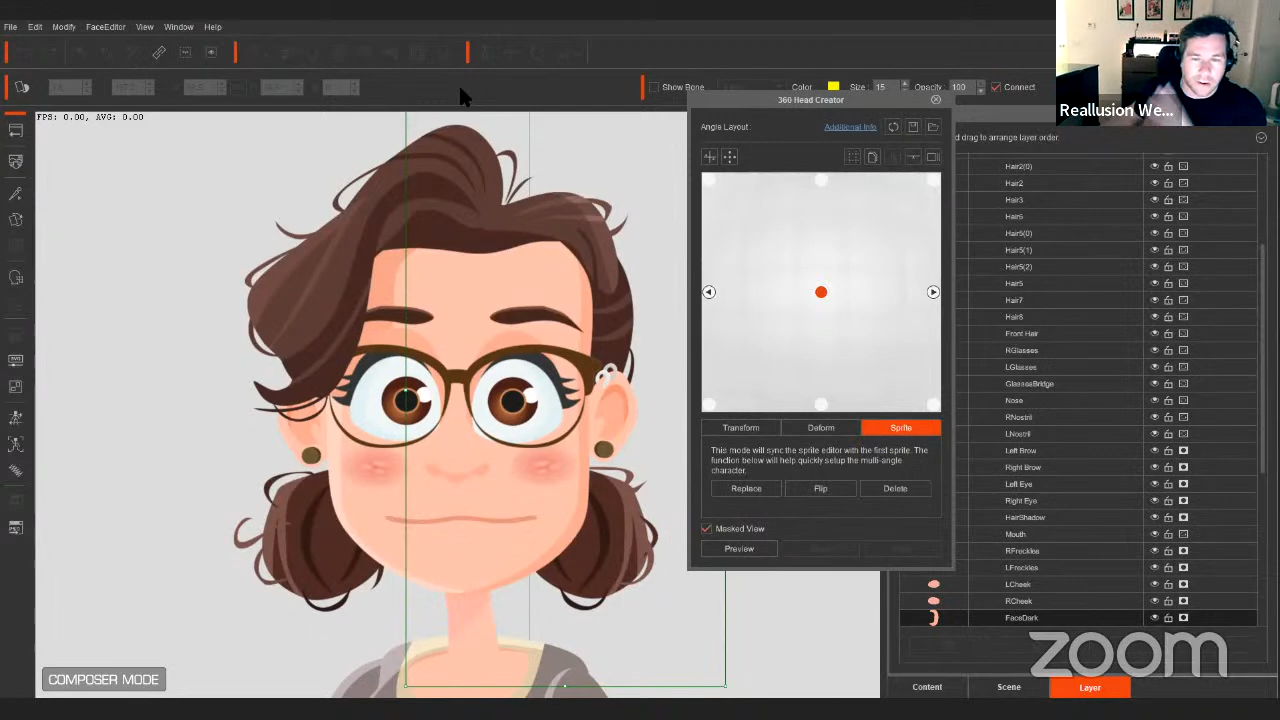 File Edit Modify FaceEditor View Window Help
Show Bone Color Size: 15 Opacity: 100 Connect
FPS: 0.00, AVG: 0.00
360 Head Creator
Angle Layout: Additional Info
Transform Deform Sprite
This mode will sync the sprite editor with the first sprite. The
function below will help quickly setup the multi-angle
character.
Replace Flip Delete
Masked View
Preview
Reallusion We...
d drag to arrange layer order.
Hair2(0)
Hair2
Hair3
Hair6
Hair5(0)
Hair5(1)
Hair5(2)
Hair5
Hair7
Hair8
Front Hair
RGlasses
LGlasses
GlassesBridge
Nose
RNostril
LNostril
Left Brow
Right Brow
Left Eye
Right Eye
HairShadow
Mouth
RFreckles
LFreckles
LCheek
RCheek
FaceDark
zoom
Content Scene Layer
COMPOSER MODE